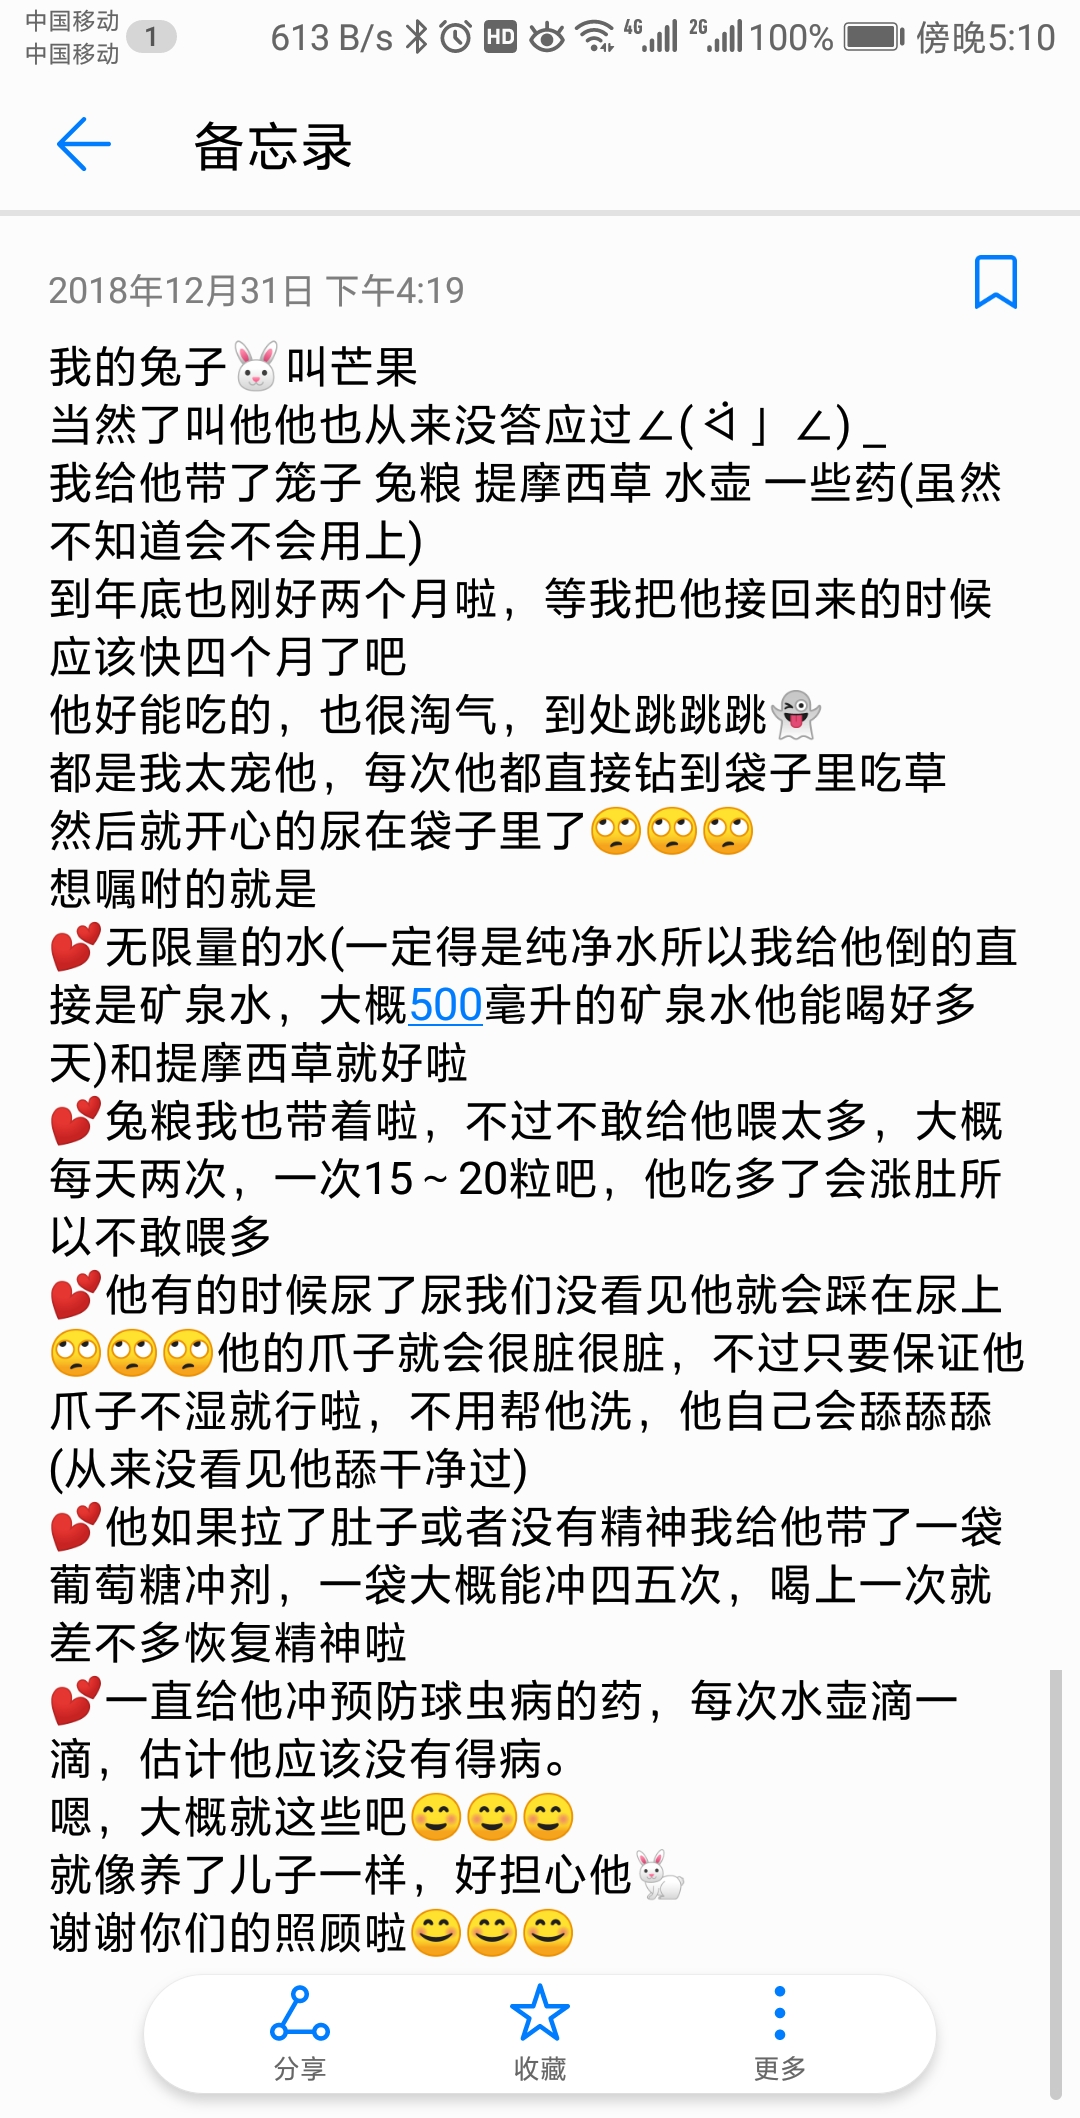 中国移动
中国移动
1
613 B/s HD 4G 2G 100% 傍晚5:10
备忘录
2018年12月31日 下午4:19
我的兔子🐰叫芒果
当然了叫他他也从来没答应过∠( ᐛ 」∠)＿
我给他带了笼子 兔粮 提摩西草 水壶 一些药(虽然
不知道会不会用上)
到年底也刚好两个月啦，等我把他接回来的时候
应该快四个月了吧
他好能吃的，也很淘气，到处跳跳跳👻
都是我太宠他，每次他都直接钻到袋子里吃草
然后就开心的尿在袋子里了🙄🙄🙄
想嘱咐的就是
💕无限量的水(一定得是纯净水所以我给他倒的直
接是矿泉水，大概500毫升的矿泉水他能喝好多
天)和提摩西草就好啦
💕兔粮我也带着啦，不过不敢给他喂太多，大概
每天两次，一次15～20粒吧，他吃多了会涨肚所
以不敢喂多
💕他有的时候尿了尿我们没看见他就会踩在尿上
🙄🙄🙄他的爪子就会很脏很脏，不过只要保证他
爪子不湿就行啦，不用帮他洗，他自己会舔舔舔
(从来没看见他舔干净过)
💕他如果拉了肚子或者没有精神我给他带了一袋
葡萄糖冲剂，一袋大概能冲四五次，喝上一次就
差不多恢复精神啦
💕一直给他冲预防球虫病的药，每次水壶滴一
滴，估计他应该没有得病。
嗯，大概就这些吧😊😊😊
就像养了儿子一样，好担心他🐇
谢谢你们的照顾啦😄😄😄
分享
收藏
更多